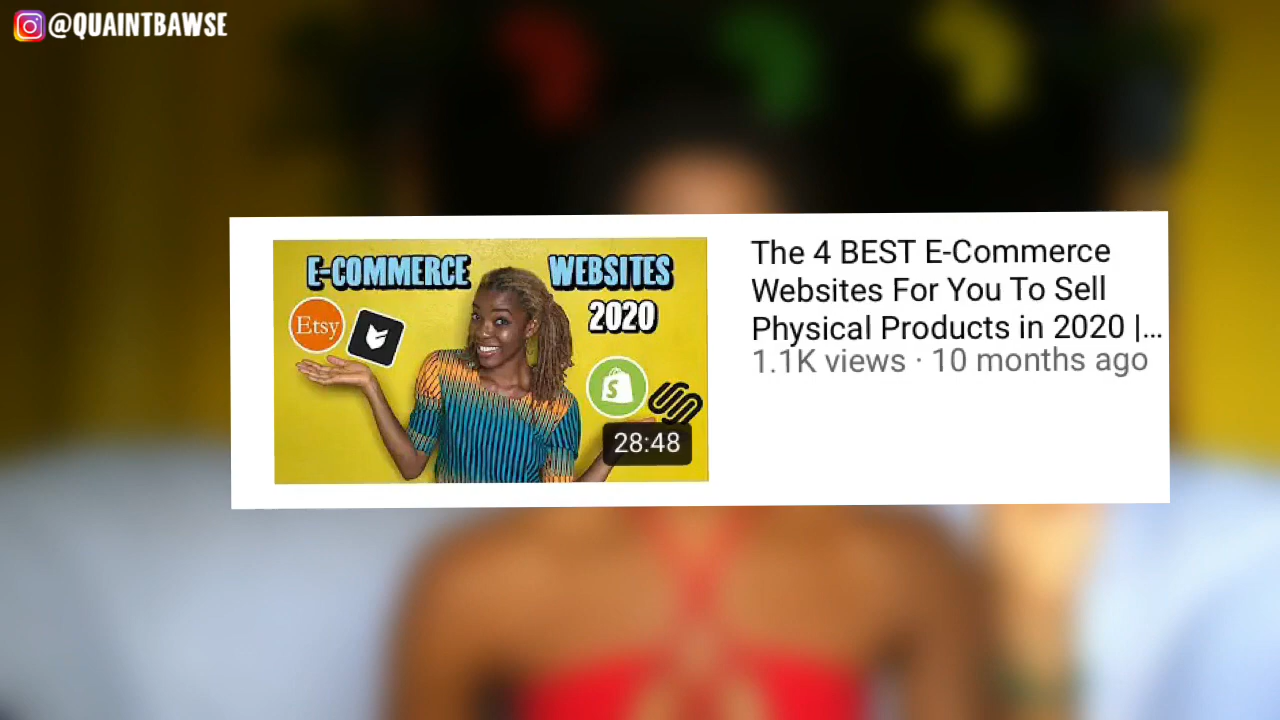 @QUAINTBAWSE
E-COMMERCE WEBSITES
2020
Etsy
S
28:48
The 4 BEST E-Commerce
Websites For You To Sell
Physical Products in 2020 |...
1.1K views · 10 months ago